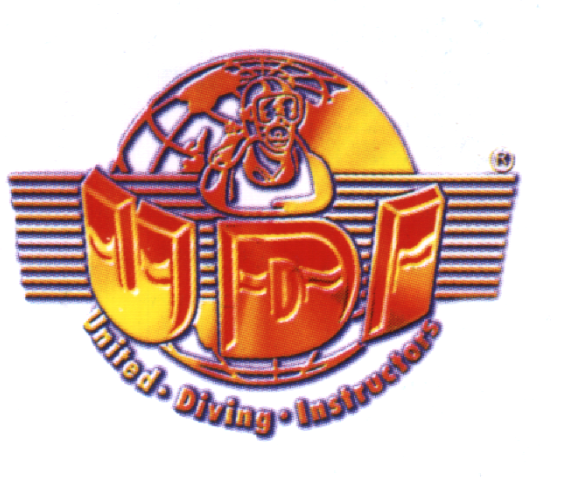 ®
UDI
United · Diving · Instructors